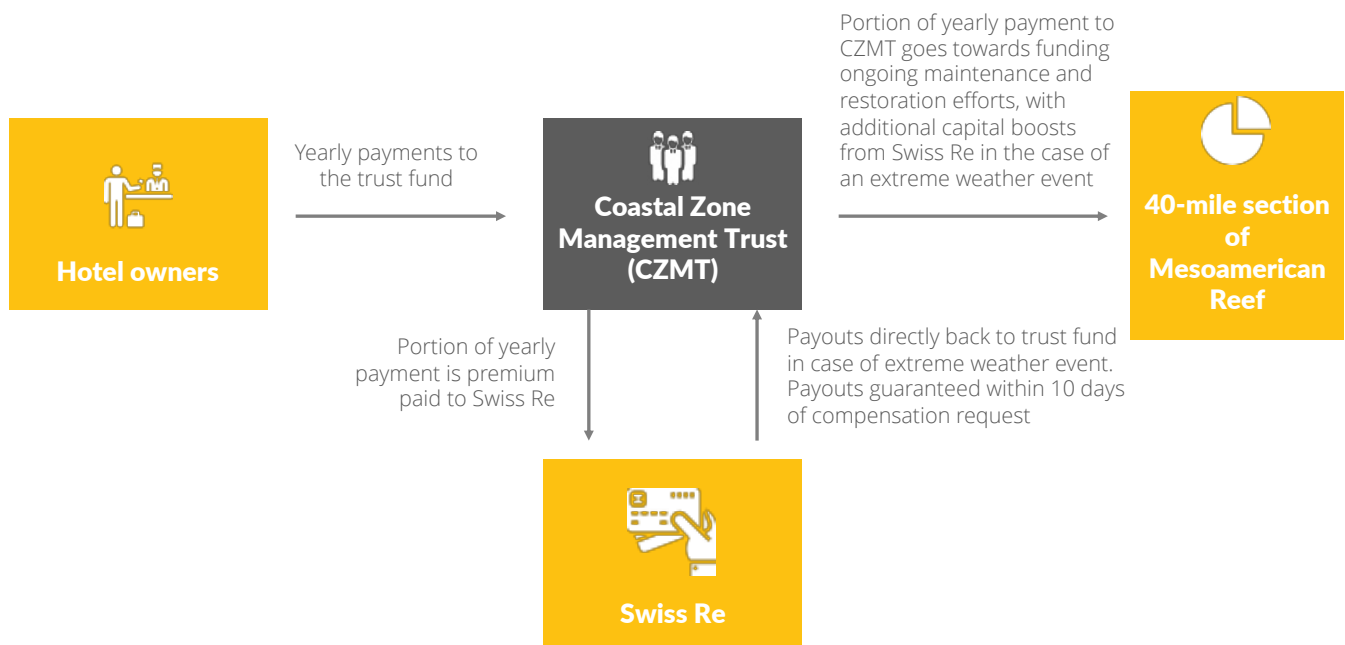 Hotel owners
Yearly payments to
the trust fund
Coastal Zone
Management Trust
(CZMT)
Portion of yearly payment to
CZMT goes towards funding
ongoing maintenance and
restoration efforts, with
additional capital boosts
from Swiss Re in the case of
an extreme weather event
40-mile section
of
Mesoamerican
Reef
Portion of yearly
payment is premium
paid to Swiss Re
Payouts directly back to trust fund
in case of extreme weather event.
Payouts guaranteed within 10 days
of compensation request
Swiss Re